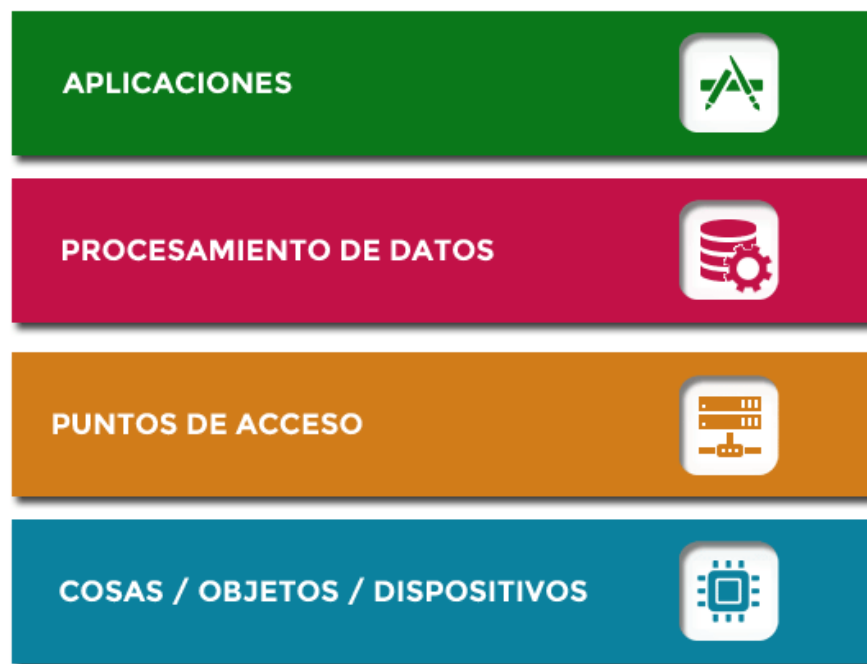 APLICACIONES
PROCESAMIENTO DE DATOS
PUNTOS DE ACCESO
COSAS / OBJETOS / DISPOSITIVOS